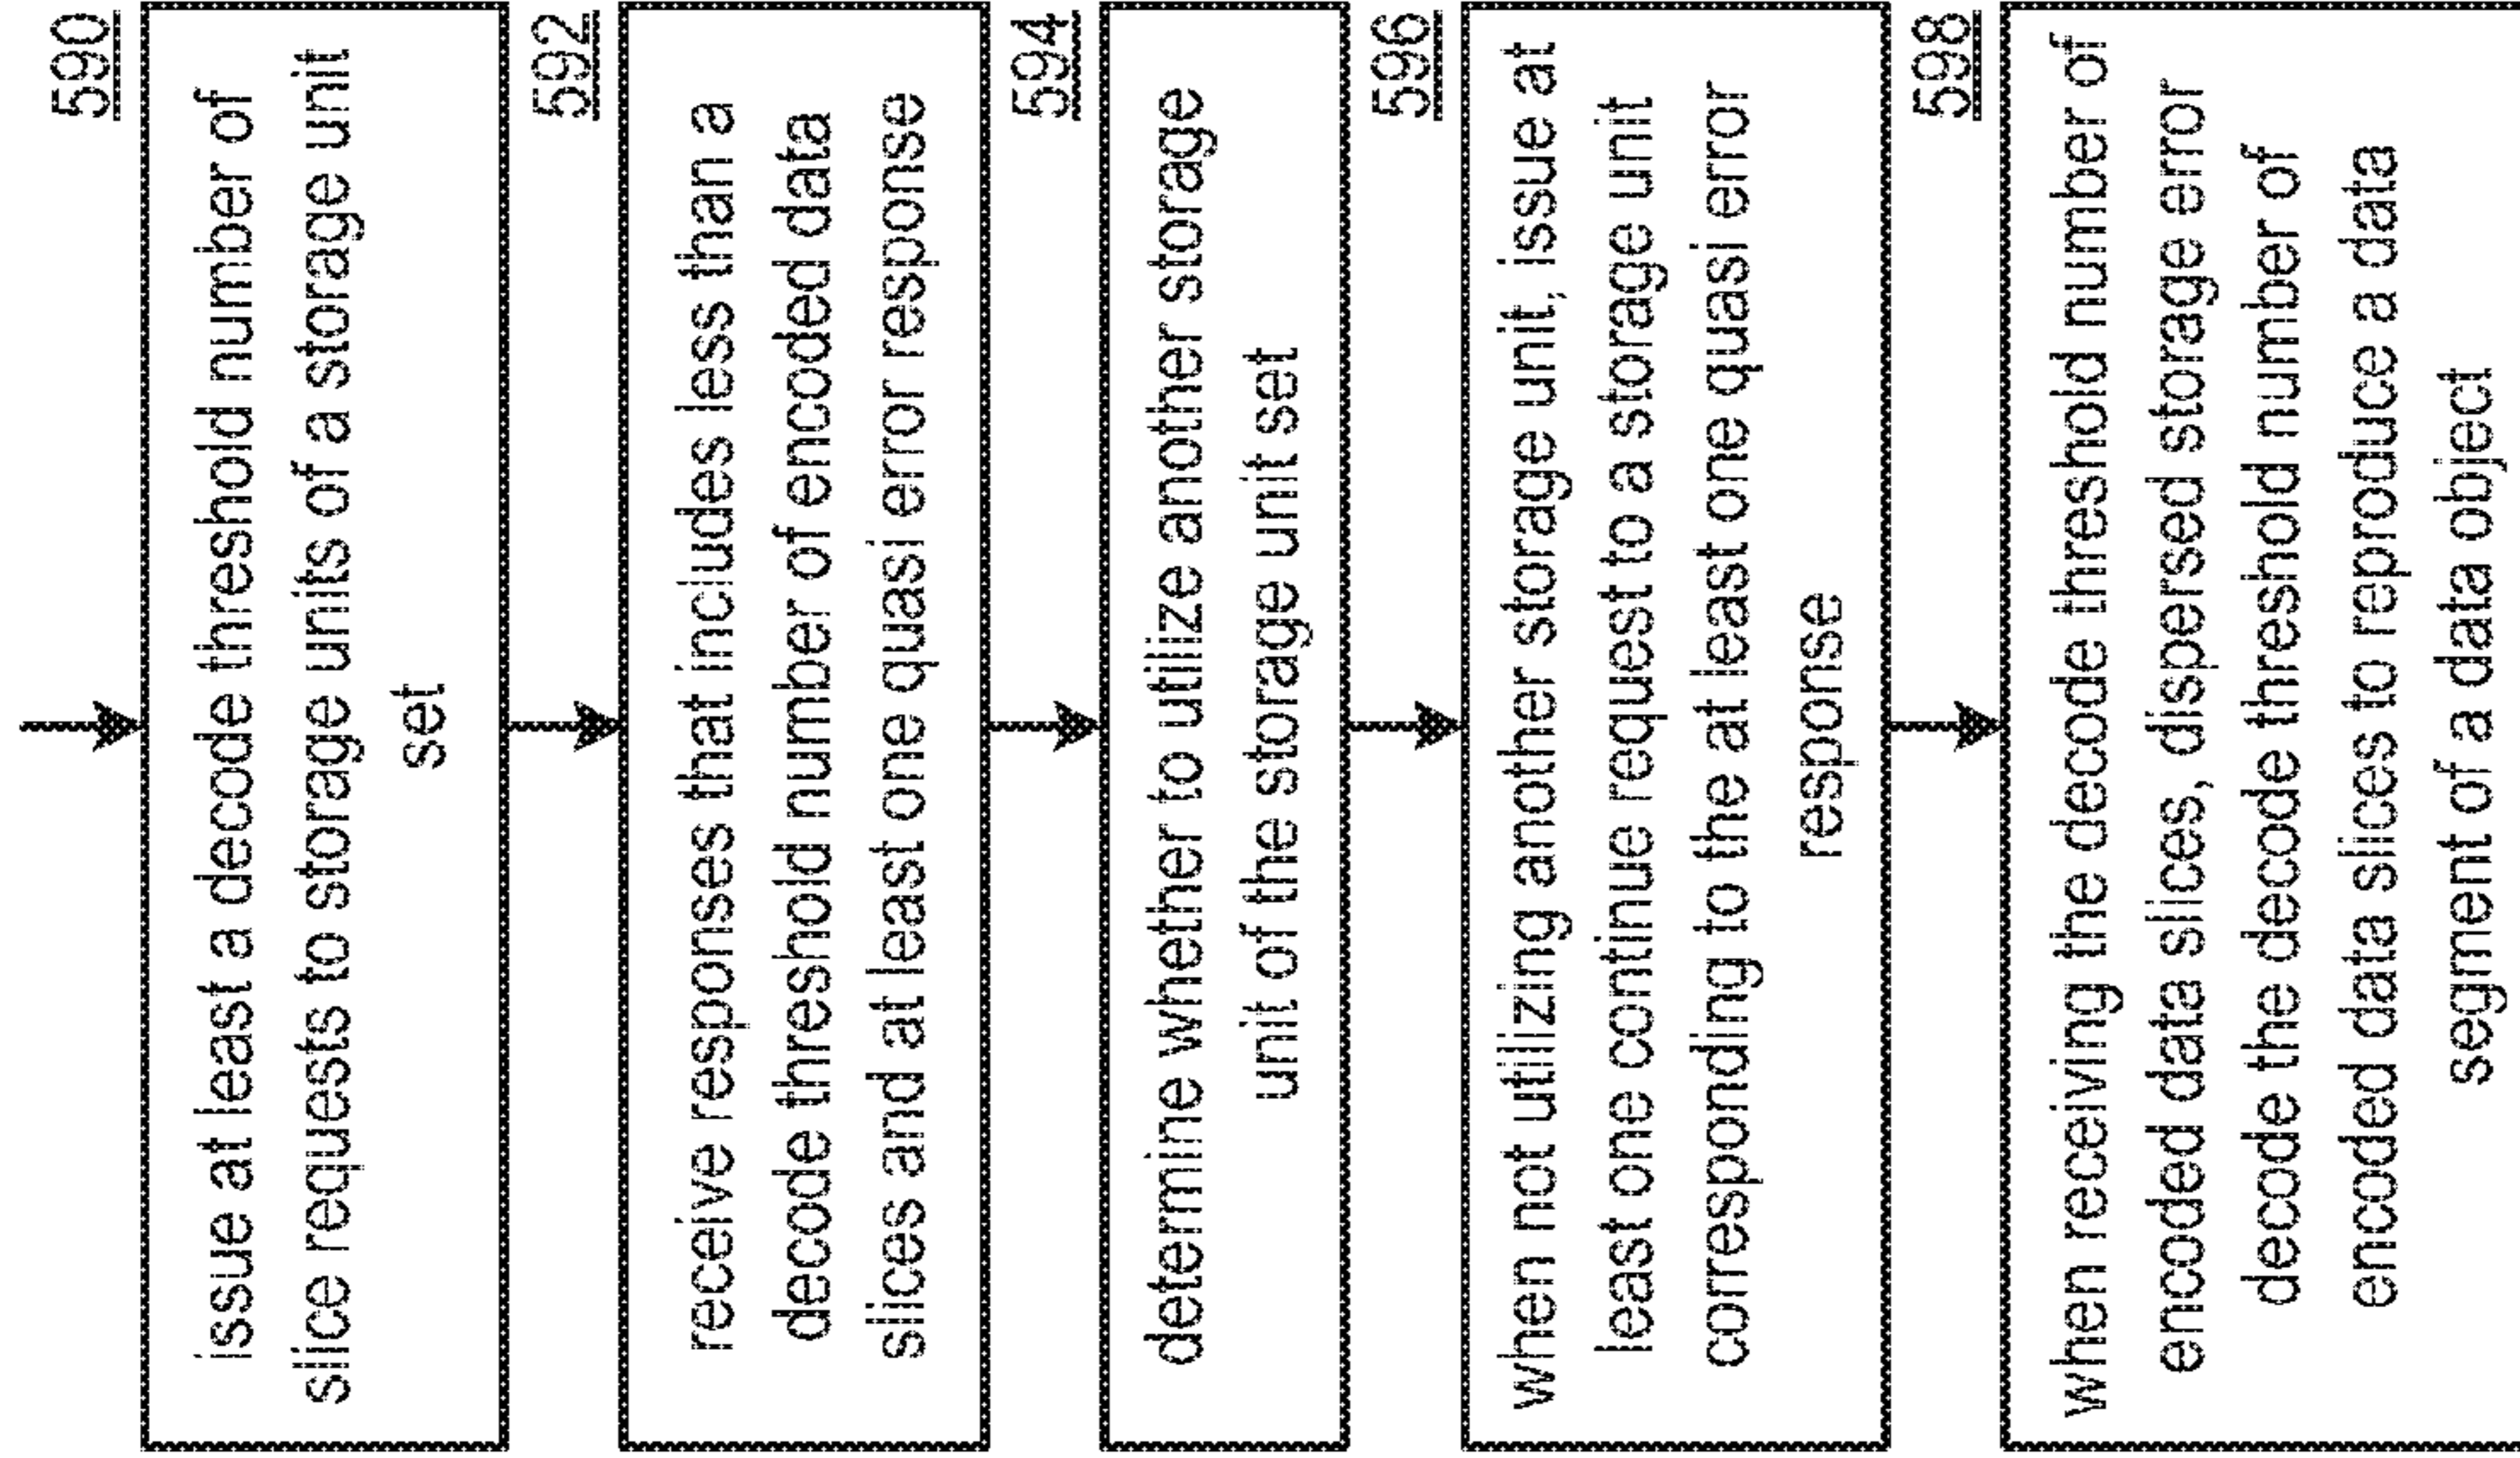 590
issue at least a decode threshold number of
slice requests to storage units of a storage unit
set
592
receive responses that includes less than a
decode threshold number of encoded data
slices and at least one quasi error response
594
determine whether to utilize another storage
unit of the storage unit set
596
when not utilizing another storage unit, issue at
least one continue request to a storage unit
corresponding to the at least one quasi error
response
598
when receiving the decode threshold number of
encoded data slices, dispersed storage error
decode the decode threshold number of
encoded data slices to reproduce a data
segment of a data object